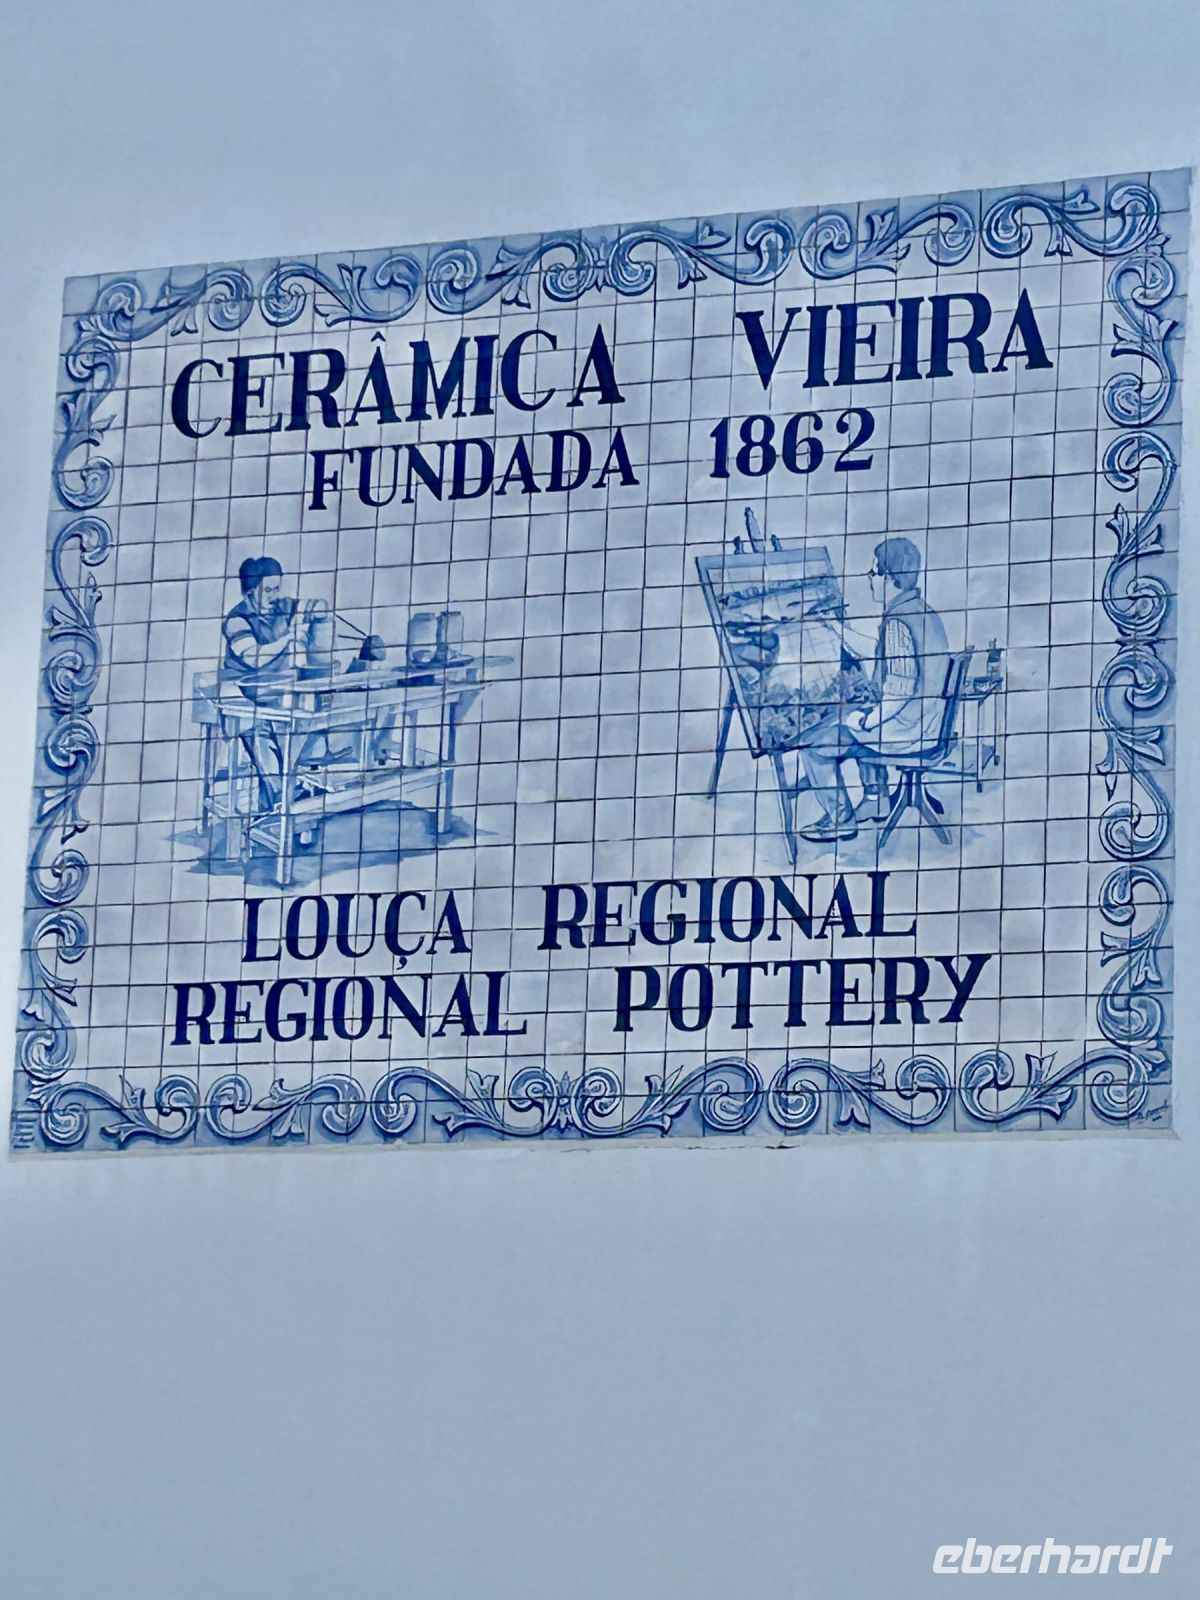 CERÂMICA VIEIRA
FUNDADA 1862
LOUÇA REGIONAL
REGIONAL POTTERY
eberhardt